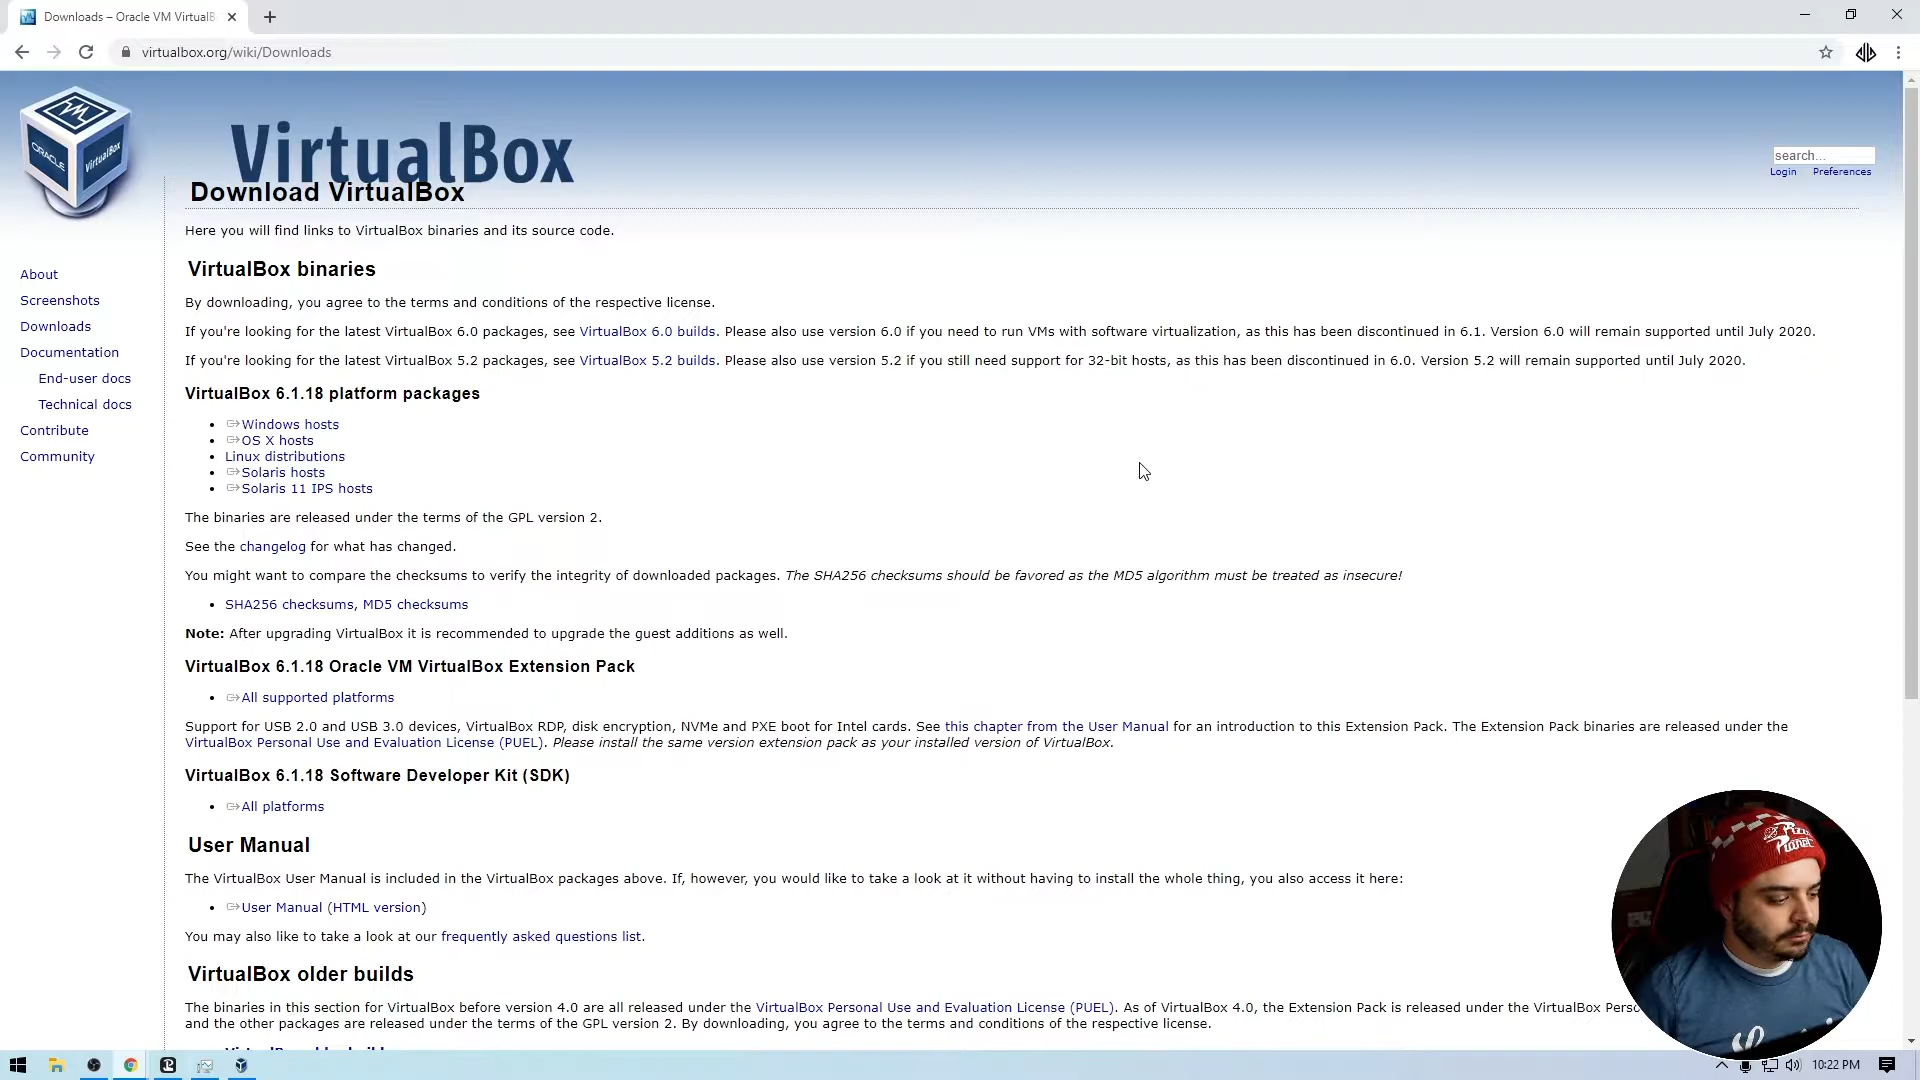 Downloads – Oracle VM VirtualB
virtualbox.org/wiki/Downloads
ORACLE
VirtualBox
VirtualBox
search...
Login Preferences
Download VirtualBox
Here you will find links to VirtualBox binaries and its source code.
VirtualBox binaries
By downloading, you agree to the terms and conditions of the respective license.
If you're looking for the latest VirtualBox 6.0 packages, see VirtualBox 6.0 builds. Please also use version 6.0 if you need to run VMs with software virtualization, as this has been discontinued in 6.1. Version 6.0 will remain supported until July 2020.
If you're looking for the latest VirtualBox 5.2 packages, see VirtualBox 5.2 builds. Please also use version 5.2 if you still need support for 32-bit hosts, as this has been discontinued in 6.0. Version 5.2 will remain supported until July 2020.
About
Screenshots
Downloads
Documentation
End-user docs
Technical docs
Contribute
Community
VirtualBox 6.1.18 platform packages
Windows hosts
OS X hosts
Linux distributions
Solaris hosts
Solaris 11 IPS hosts
The binaries are released under the terms of the GPL version 2.
See the changelog for what has changed.
You might want to compare the checksums to verify the integrity of downloaded packages. The SHA256 checksums should be favored as the MD5 algorithm must be treated as insecure!
SHA256 checksums, MD5 checksums
Note: After upgrading VirtualBox it is recommended to upgrade the guest additions as well.
VirtualBox 6.1.18 Oracle VM VirtualBox Extension Pack
All supported platforms
Support for USB 2.0 and USB 3.0 devices, VirtualBox RDP, disk encryption, NVMe and PXE boot for Intel cards. See this chapter from the User Manual for an introduction to this Extension Pack. The Extension Pack binaries are released under the
VirtualBox Personal Use and Evaluation License (PUEL). Please install the same version extension pack as your installed version of VirtualBox.
VirtualBox 6.1.18 Software Developer Kit (SDK)
All platforms
User Manual
The VirtualBox User Manual is included in the VirtualBox packages above. If, however, you would like to take a look at it without having to install the whole thing, you also access it here:
User Manual (HTML version)
You may also like to take a look at our frequently asked questions list.
VirtualBox older builds
The binaries in this section for VirtualBox before version 4.0 are all released under the VirtualBox Personal Use and Evaluation License (PUEL). As of VirtualBox 4.0, the Extension Pack is released under the VirtualBox Perso
and the other packages are released under the terms of the GPL version 2. By downloading, you agree to the terms and conditions of the respective license.
Pizza
Planet
10:22 PM